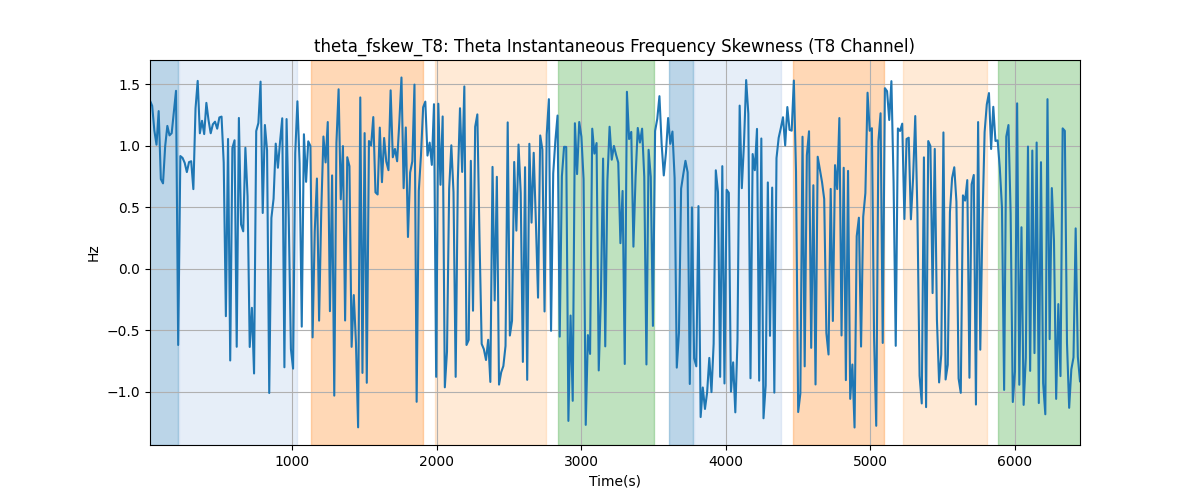 theta_fskew_T8: Theta Instantaneous Frequency Skewness (T8 Channel)
1.5
1.0
0.5
0.0
−0.5
−1.0
Hz
1000 2000 3000 4000 5000 6000
Time(s)